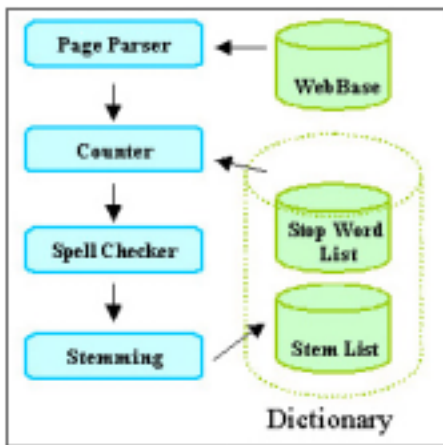 Page Parser
WebBase
Counter
Stop Word
List
Spell Checker
Stem List
Stemming
Dictionary